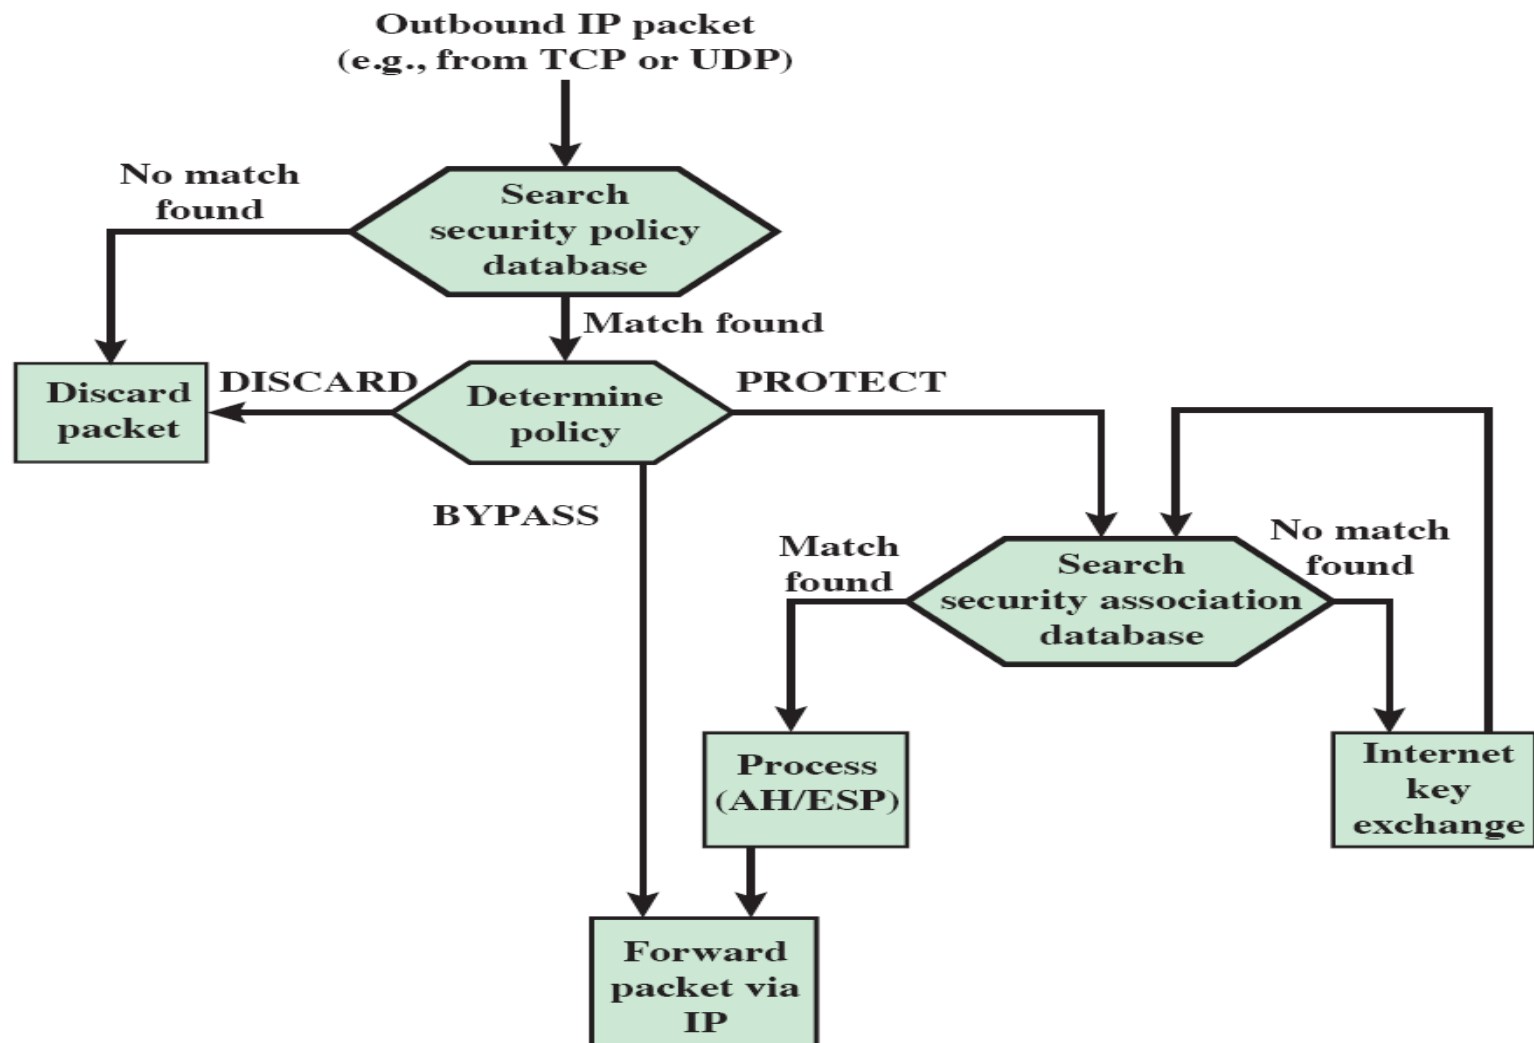 Outbound IP packet
(e.g., from TCP or UDP)
No match
found
Search
security policy
database
Match found
Discard
packet
DISCARD
Determine
policy
PROTECT
BYPASS
Match
found
Search
security association
database
No match
found
Process
(AH/ESP)
Internet
key
exchange
Forward
packet via
IP